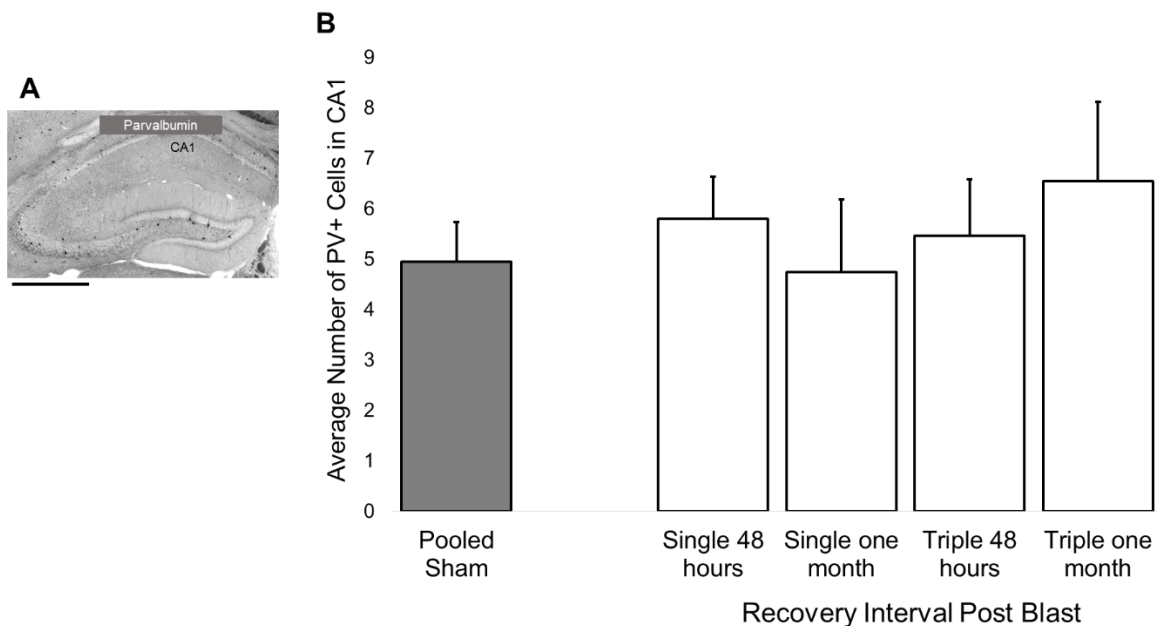 A
Parvalbumin
CA1
B
Average Number of PV+ Cells in CA1
9
8
7
6
5
4
3
2
1
0
Pooled
Sham
Single 48
hours
Single one
month
Triple 48
hours
Triple one
month
Recovery Interval Post Blast